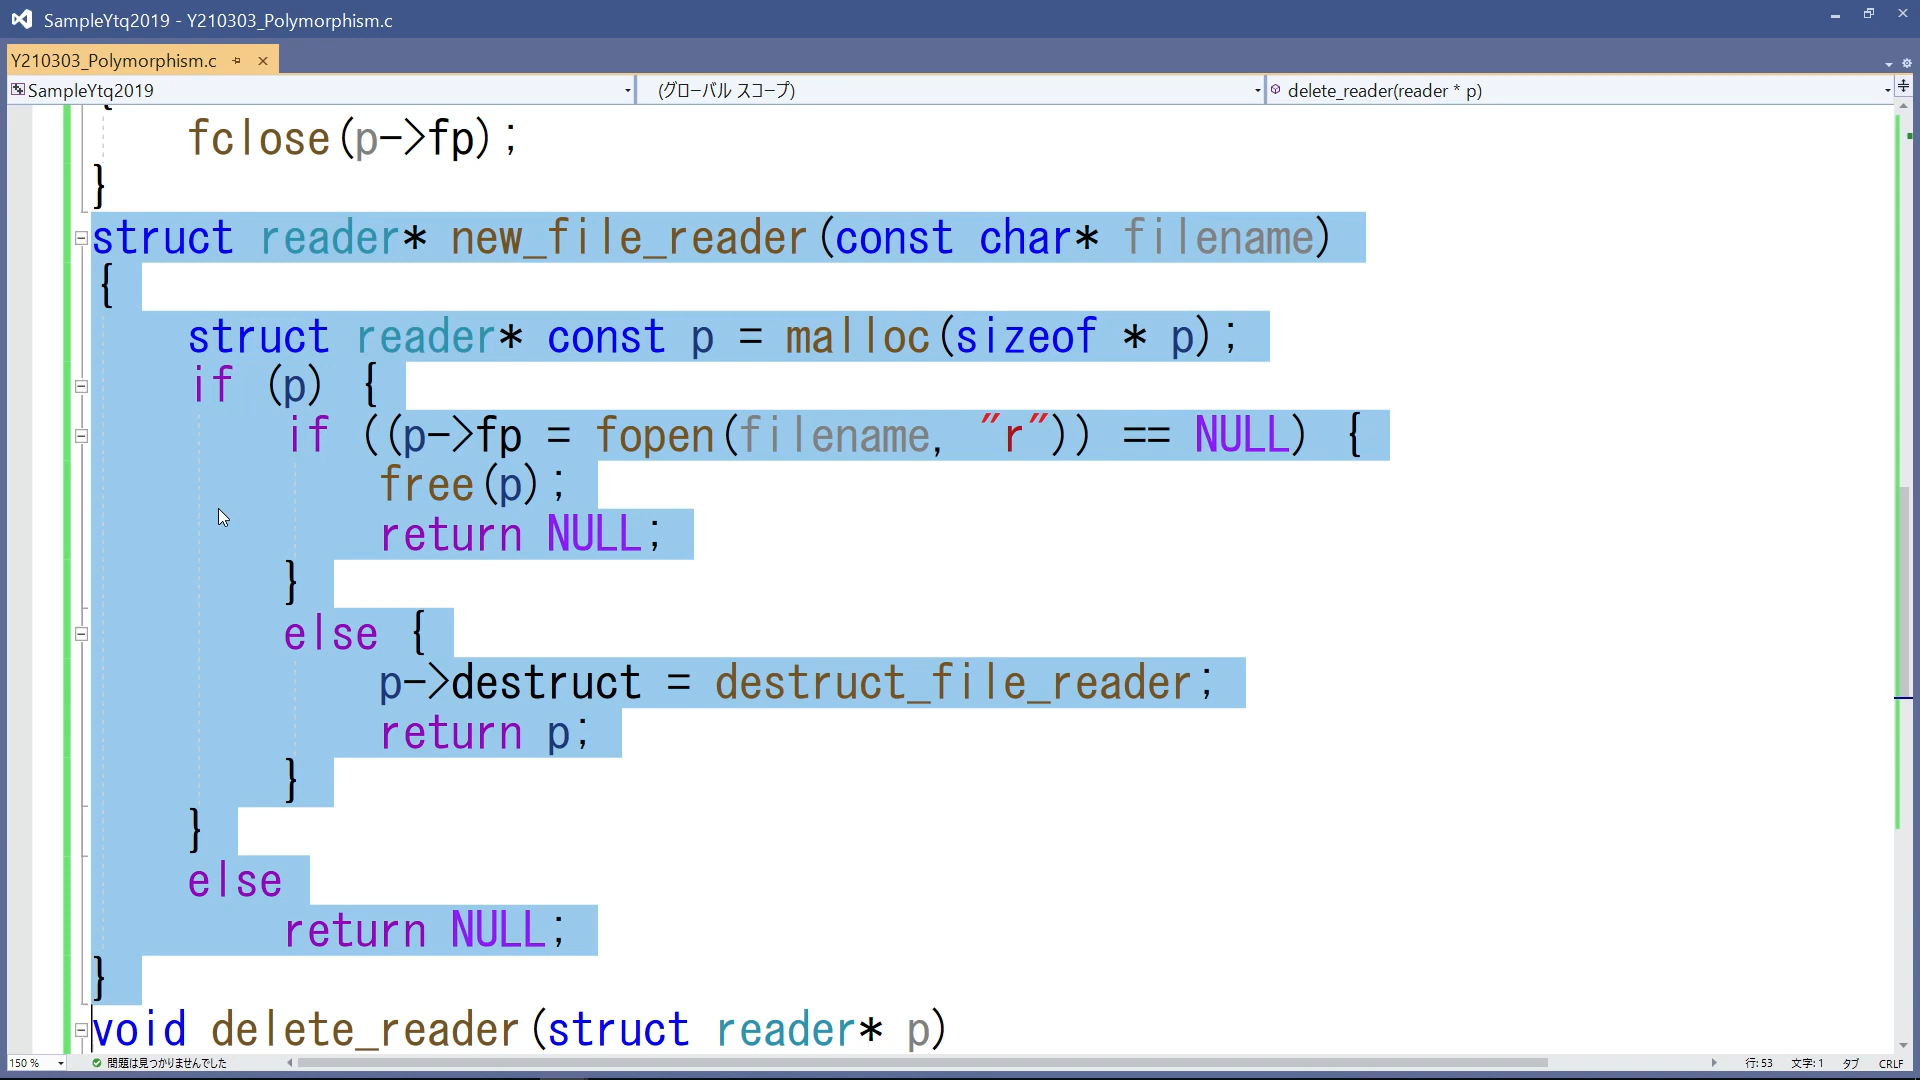 SampleYtq2019 - Y210303_Polymorphism.c
Y210303_Polymorphism.c
SampleYtq2019 (グローバル スコープ) delete_reader(reader * p)
fclose(p->fp);
}
struct reader* new_file_reader(const char* filename)
{
struct reader* const p = malloc(sizeof * p);
if (p) {
if ((p->fp = fopen(filename, "r")) == NULL) {
free(p);
return NULL;
}
else {
p->destruct = destruct_file_reader;
return p;
}
}
else
return NULL;
}
void delete_reader(struct reader* p)
150 % 問題は見つかりませんでした 行: 53 文字: 1 タブ CRLF